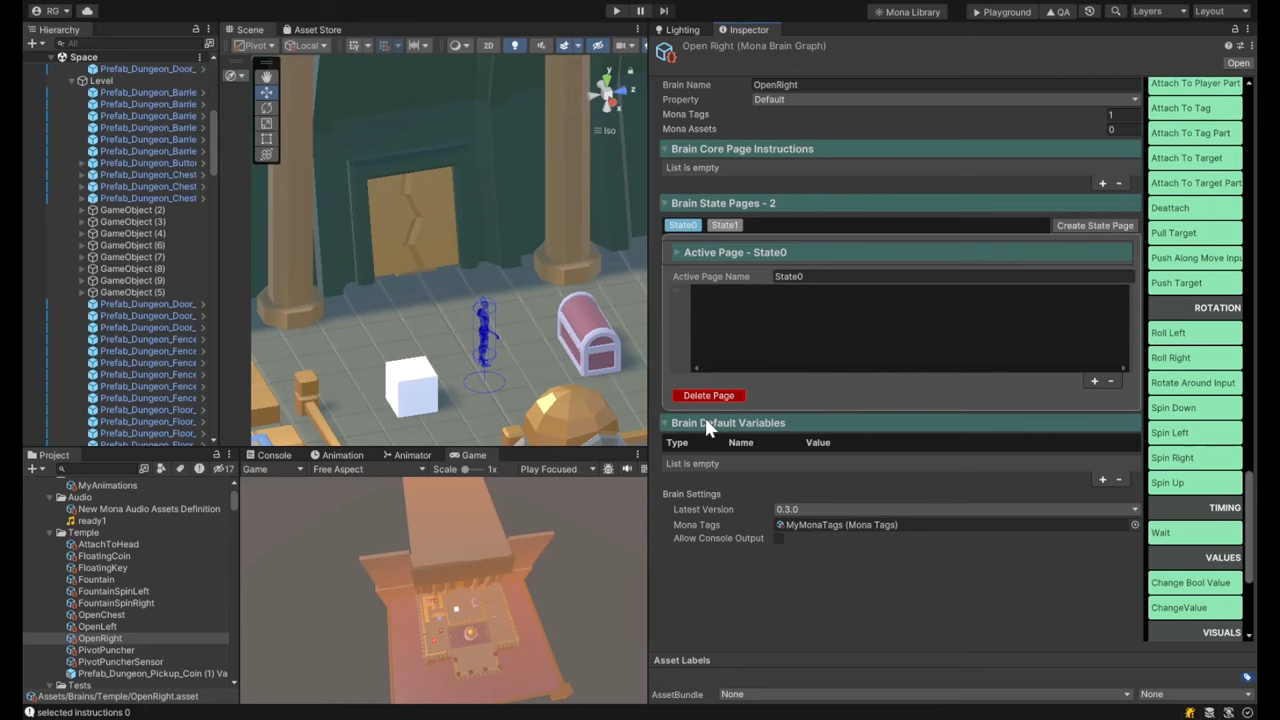 RG
Mona Library
Playground
QA
Layers
Layout
Hierarchy
Scene
Asset Store
Lighting
Inspector
All
Pivot
Local
2D
Open Right (Mona Brain Graph)
Open
Space
Prefab_Dungeon_Door_
Level
Prefab_Dungeon_Barrie
Prefab_Dungeon_Barrie
Prefab_Dungeon_Barrie
Prefab_Dungeon_Barrie
Prefab_Dungeon_Barrie
Prefab_Dungeon_Barrie
Prefab_Dungeon_Button
Prefab_Dungeon_Chest
Prefab_Dungeon_Chest
Prefab_Dungeon_Chest
GameObject (2)
GameObject (3)
GameObject (4)
GameObject (6)
GameObject (7)
GameObject (8)
GameObject (9)
GameObject (5)
Prefab_Dungeon_Door_
Prefab_Dungeon_Door_
Prefab_Dungeon_Door_
Prefab_Dungeon_Fence
Prefab_Dungeon_Fence
Prefab_Dungeon_Fence
Prefab_Dungeon_Fence
Prefab_Dungeon_Fence
Prefab_Dungeon_Fence
Prefab_Dungeon_Floor_
Prefab_Dungeon_Floor_
Prefab_Dungeon_Floor_
y
z
x
Iso
Brain Name
OpenRight
Property
Default
Mona Tags
1
Mona Assets
0
Brain Core Page Instructions
List is empty
Brain State Pages - 2
State0
State1
Create State Page
Active Page - State0
Active Page Name
State0
Delete Page
Brain Default Variables
Type
Name
Value
List is empty
Brain Settings
Latest Version
0.3.0
Mona Tags
MyMonaTags (Mona Tags)
Allow Console Output
Attach To Player Part
Attach To Tag
Attach To Tag Part
Attach To Target
Attach To Target Part
Deattach
Pull Target
Push Along Move Inpu
Push Target
ROTATION
Roll Left
Roll Right
Rotate Around Input
Spin Down
Spin Left
Spin Right
Spin Up
TIMING
Wait
VALUES
Change Bool Value
ChangeValue
VISUALS
Asset Labels
AssetBundle
None
None
Project
17
MyAnimations
Audio
New Mona Audio Assets Definition
ready1
Temple
AttachToHead
FloatingCoin
FloatingKey
Fountain
FountainSpinLeft
FountainSpinRight
OpenChest
OpenLeft
OpenRight
PivotPuncher
PivotPuncherSensor
Prefab_Dungeon_Pickup_Coin (1) Va
Tests
Assets/Brains/Temple/OpenRight.asset
Console
Animation
Animator
Game
Game
Free Aspect
Scale
1x
Play Focused
selected instructions 0